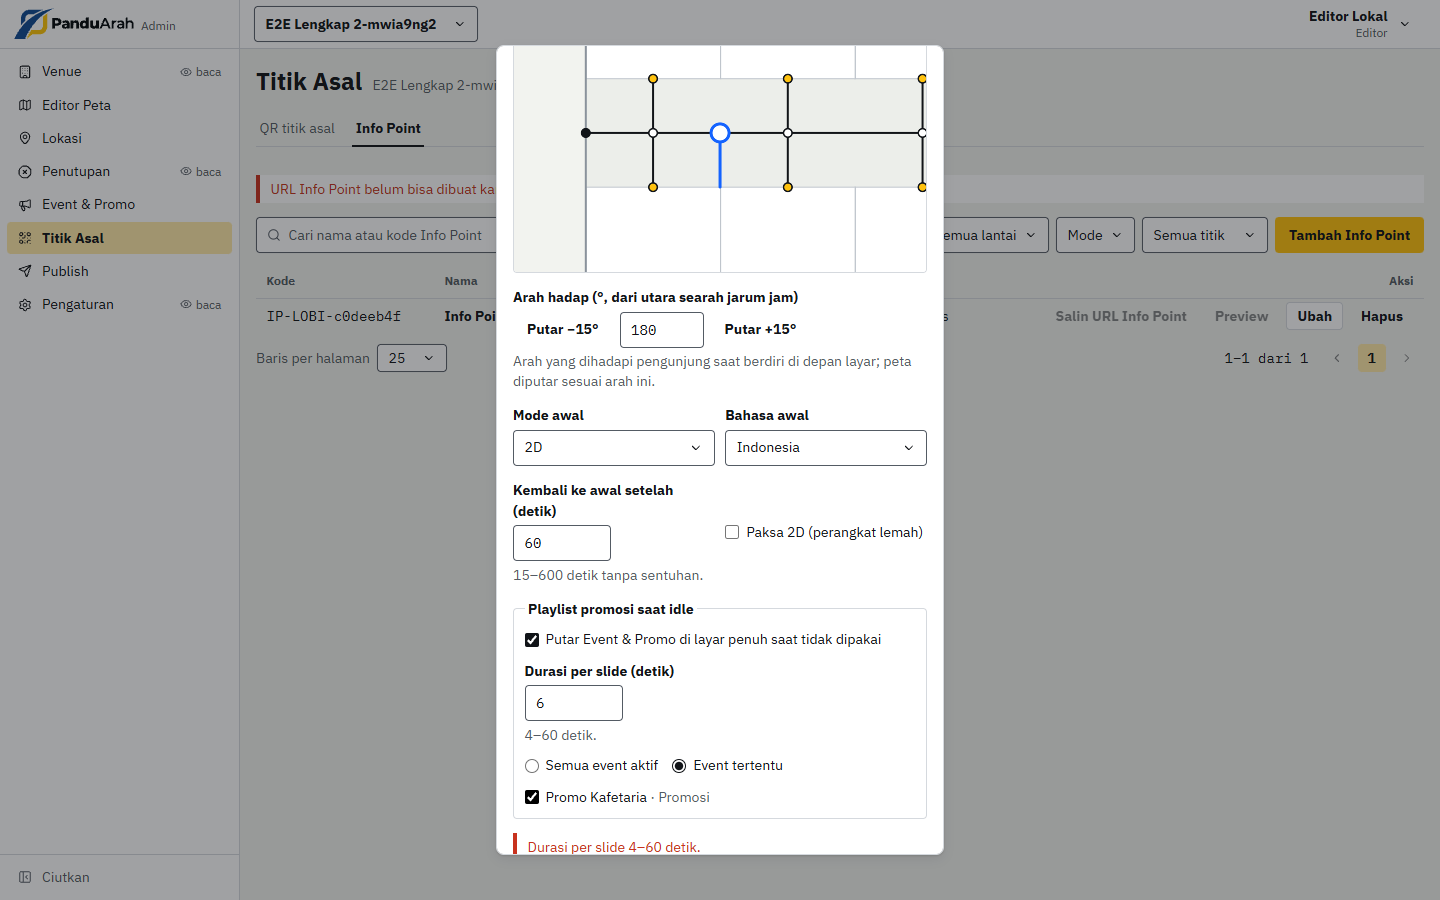 PanduArah Admin
E2E Lengkap 2-mwia9ng2
Editor Lokal
Editor
Venue
baca
Editor Peta
Lokasi
Penutupan
baca
Event & Promo
Titik Asal
Publish
Pengaturan
baca
Ciutkan
Titik Asal
E2E Lengkap 2-mwi
QR titik asal
Info Point
URL Info Point belum bisa dibuat ka
Cari nama atau kode Info Point
emua lantai
Mode
Semua titik
Tambah Info Point
Kode
Nama
Aksi
IP-LOBI-c0deeb4f
Info Poi
s
Salin URL Info Point
Preview
Ubah
Hapus
Baris per halaman
25
1–1 dari 1
1
Arah hadap (°, dari utara searah jarum jam)
Putar −15°
180
Putar +15°
Arah yang dihadapi pengunjung saat berdiri di depan layar; peta
diputar sesuai arah ini.
Mode awal
Bahasa awal
2D
Indonesia
Kembali ke awal setelah
(detik)
60
Paksa 2D (perangkat lemah)
15–600 detik tanpa sentuhan.
Playlist promosi saat idle
Putar Event & Promo di layar penuh saat tidak dipakai
Durasi per slide (detik)
6
4–60 detik.
Semua event aktif
Event tertentu
Promo Kafetaria · Promosi
Durasi per slide 4–60 detik.